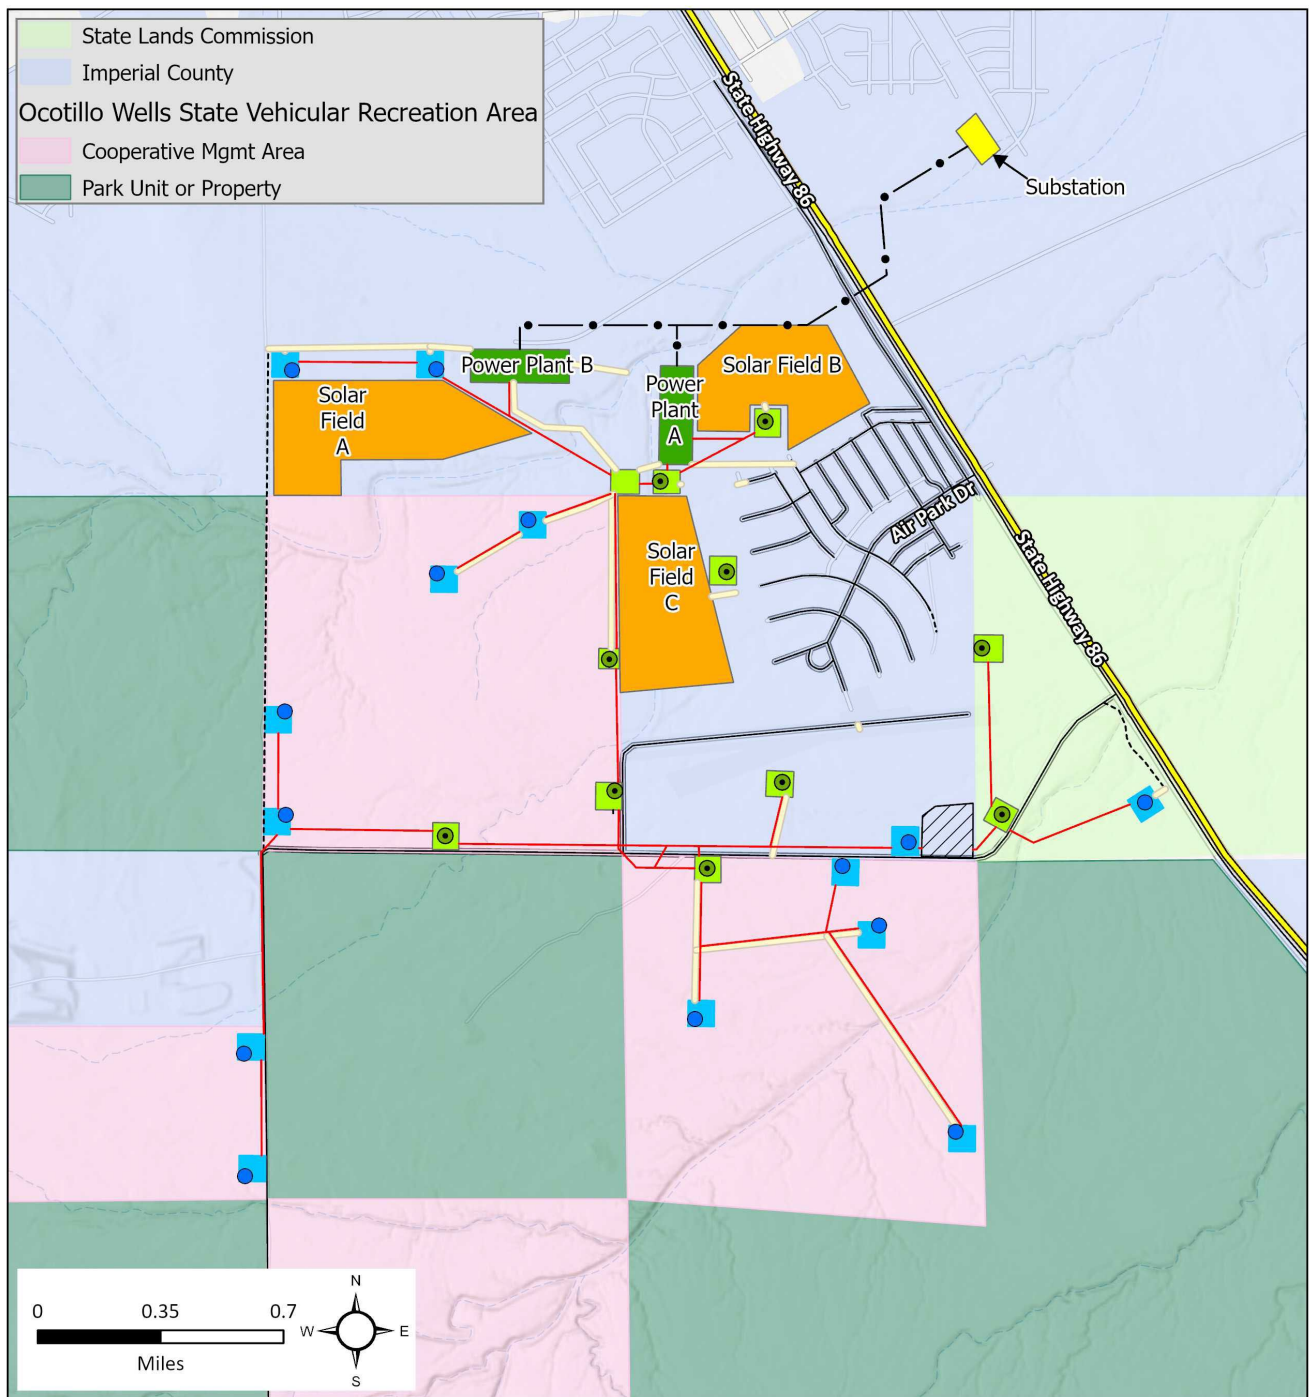 State Lands Commission
Imperial County
Ocotillo Wells State Vehicular Recreation Area
Cooperative Mgmt Area
Park Unit or Property
State Highway 86
Substation
Power Plant B
Solar Field B
Solar
Field
A
Power
Plant
A
Air Park Dr
Solar
Field
C
State Highway 86
0 0.35 0.7
Miles
N
W E
S